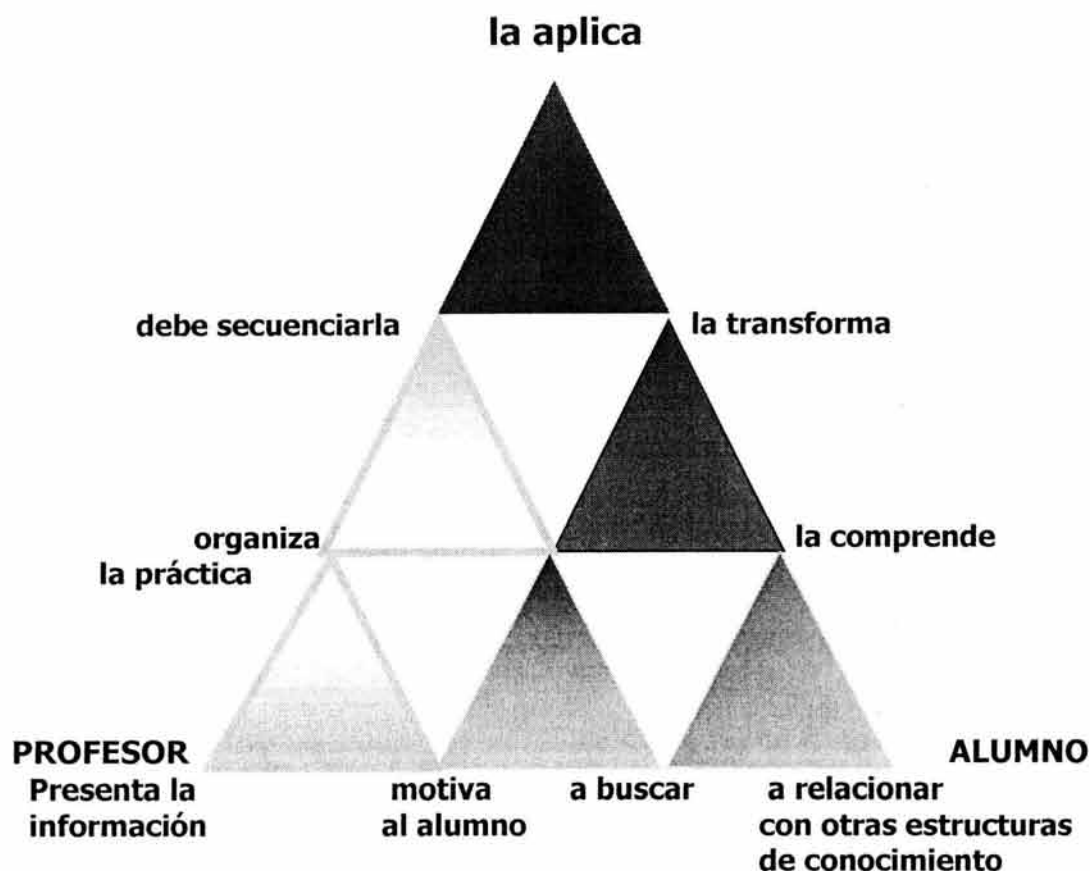 la aplica
debe secuenciarla
la transforma
organiza
la práctica
la comprende
PROFESOR
ALUMNO
Presenta la
información
motiva
al alumno
a buscar
a relacionar
con otras estructuras
de conocimiento